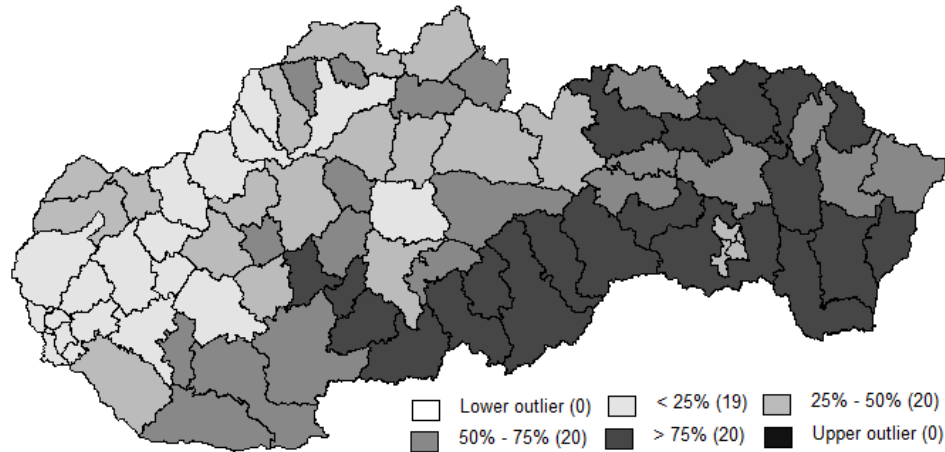 Lower outlier (0) < 25% (19) 25% - 50% (20)
50% - 75% (20) > 75% (20) Upper outlier (0)